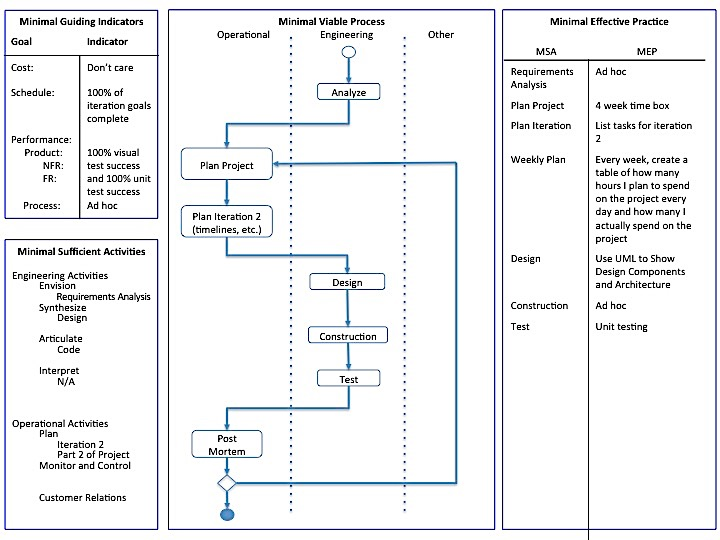 Minimal Guiding Indicators
Goal Indicator
Cost: Don't care
Schedule: 100% of
iteration goals
complete
Performance:
Product: 100% visual
NFR: test success
FR: and 100% unit
test success
Process: Ad hoc
Minimal Sufficient Activities
Engineering Activities
Envision
Requirements Analysis
Synthesize
Design
Articulate
Code
Interpret
N/A
Operational Activities
Plan
Iteration 2
Part 2 of Project
Monitor and Control
Customer Relations
Minimal Viable Process
Operational Engineering Other
Analyze
Plan Project
Plan Iteration 2
(timelines, etc.)
Design
Construction
Test
Post
Mortem
Minimal Effective Practice
MSA MEP
Requirements Ad hoc
Analysis
Plan Project 4 week time box
Plan Iteration List tasks for iteration
2
Weekly Plan Every week, create a
table of how many
hours I plan to spend
on the project every
day and how many I
actually spend on the
project
Design Use UML to Show
Design Components
and Architecture
Construction Ad hoc
Test Unit testing